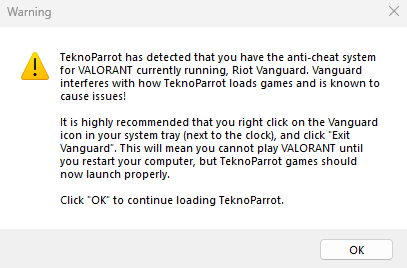 Warning
TeknoParrot has detected that you have the anti-cheat system
for VALORANT currently running, Riot Vanguard. Vanguard
interferes with how TeknoParrot loads games and is known to
cause issues!
It is highly recommended that you right click on the Vanguard
icon in your system tray (next to the clock), and click "Exit
Vanguard". This will mean you cannot play VALORANT until
you restart your computer, but TeknoParrot games should
now launch properly.
Click "OK" to continue loading TeknoParrot.
OK